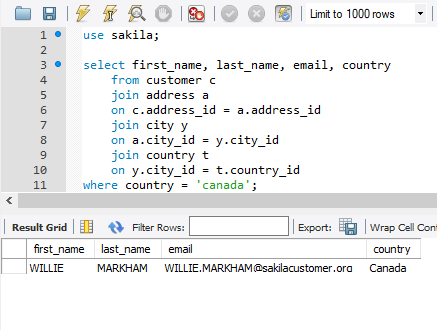 Limit to 1000 rows
1 use sakila;
2
3 select first_name, last_name, email, country
4 from customer c
5 join address a
6 on c.address_id = a.address_id
7 join city y
8 on a.city_id = y.city_id
9 join country t
10 on y.city_id = t.country_id
11 where country = 'canada';
Result Grid Filter Rows: Export: Wrap Cell Cont
first_name last_name email country
WILLIE MARKHAM WILLIE.MARKHAM@sakilacustomer.org Canada